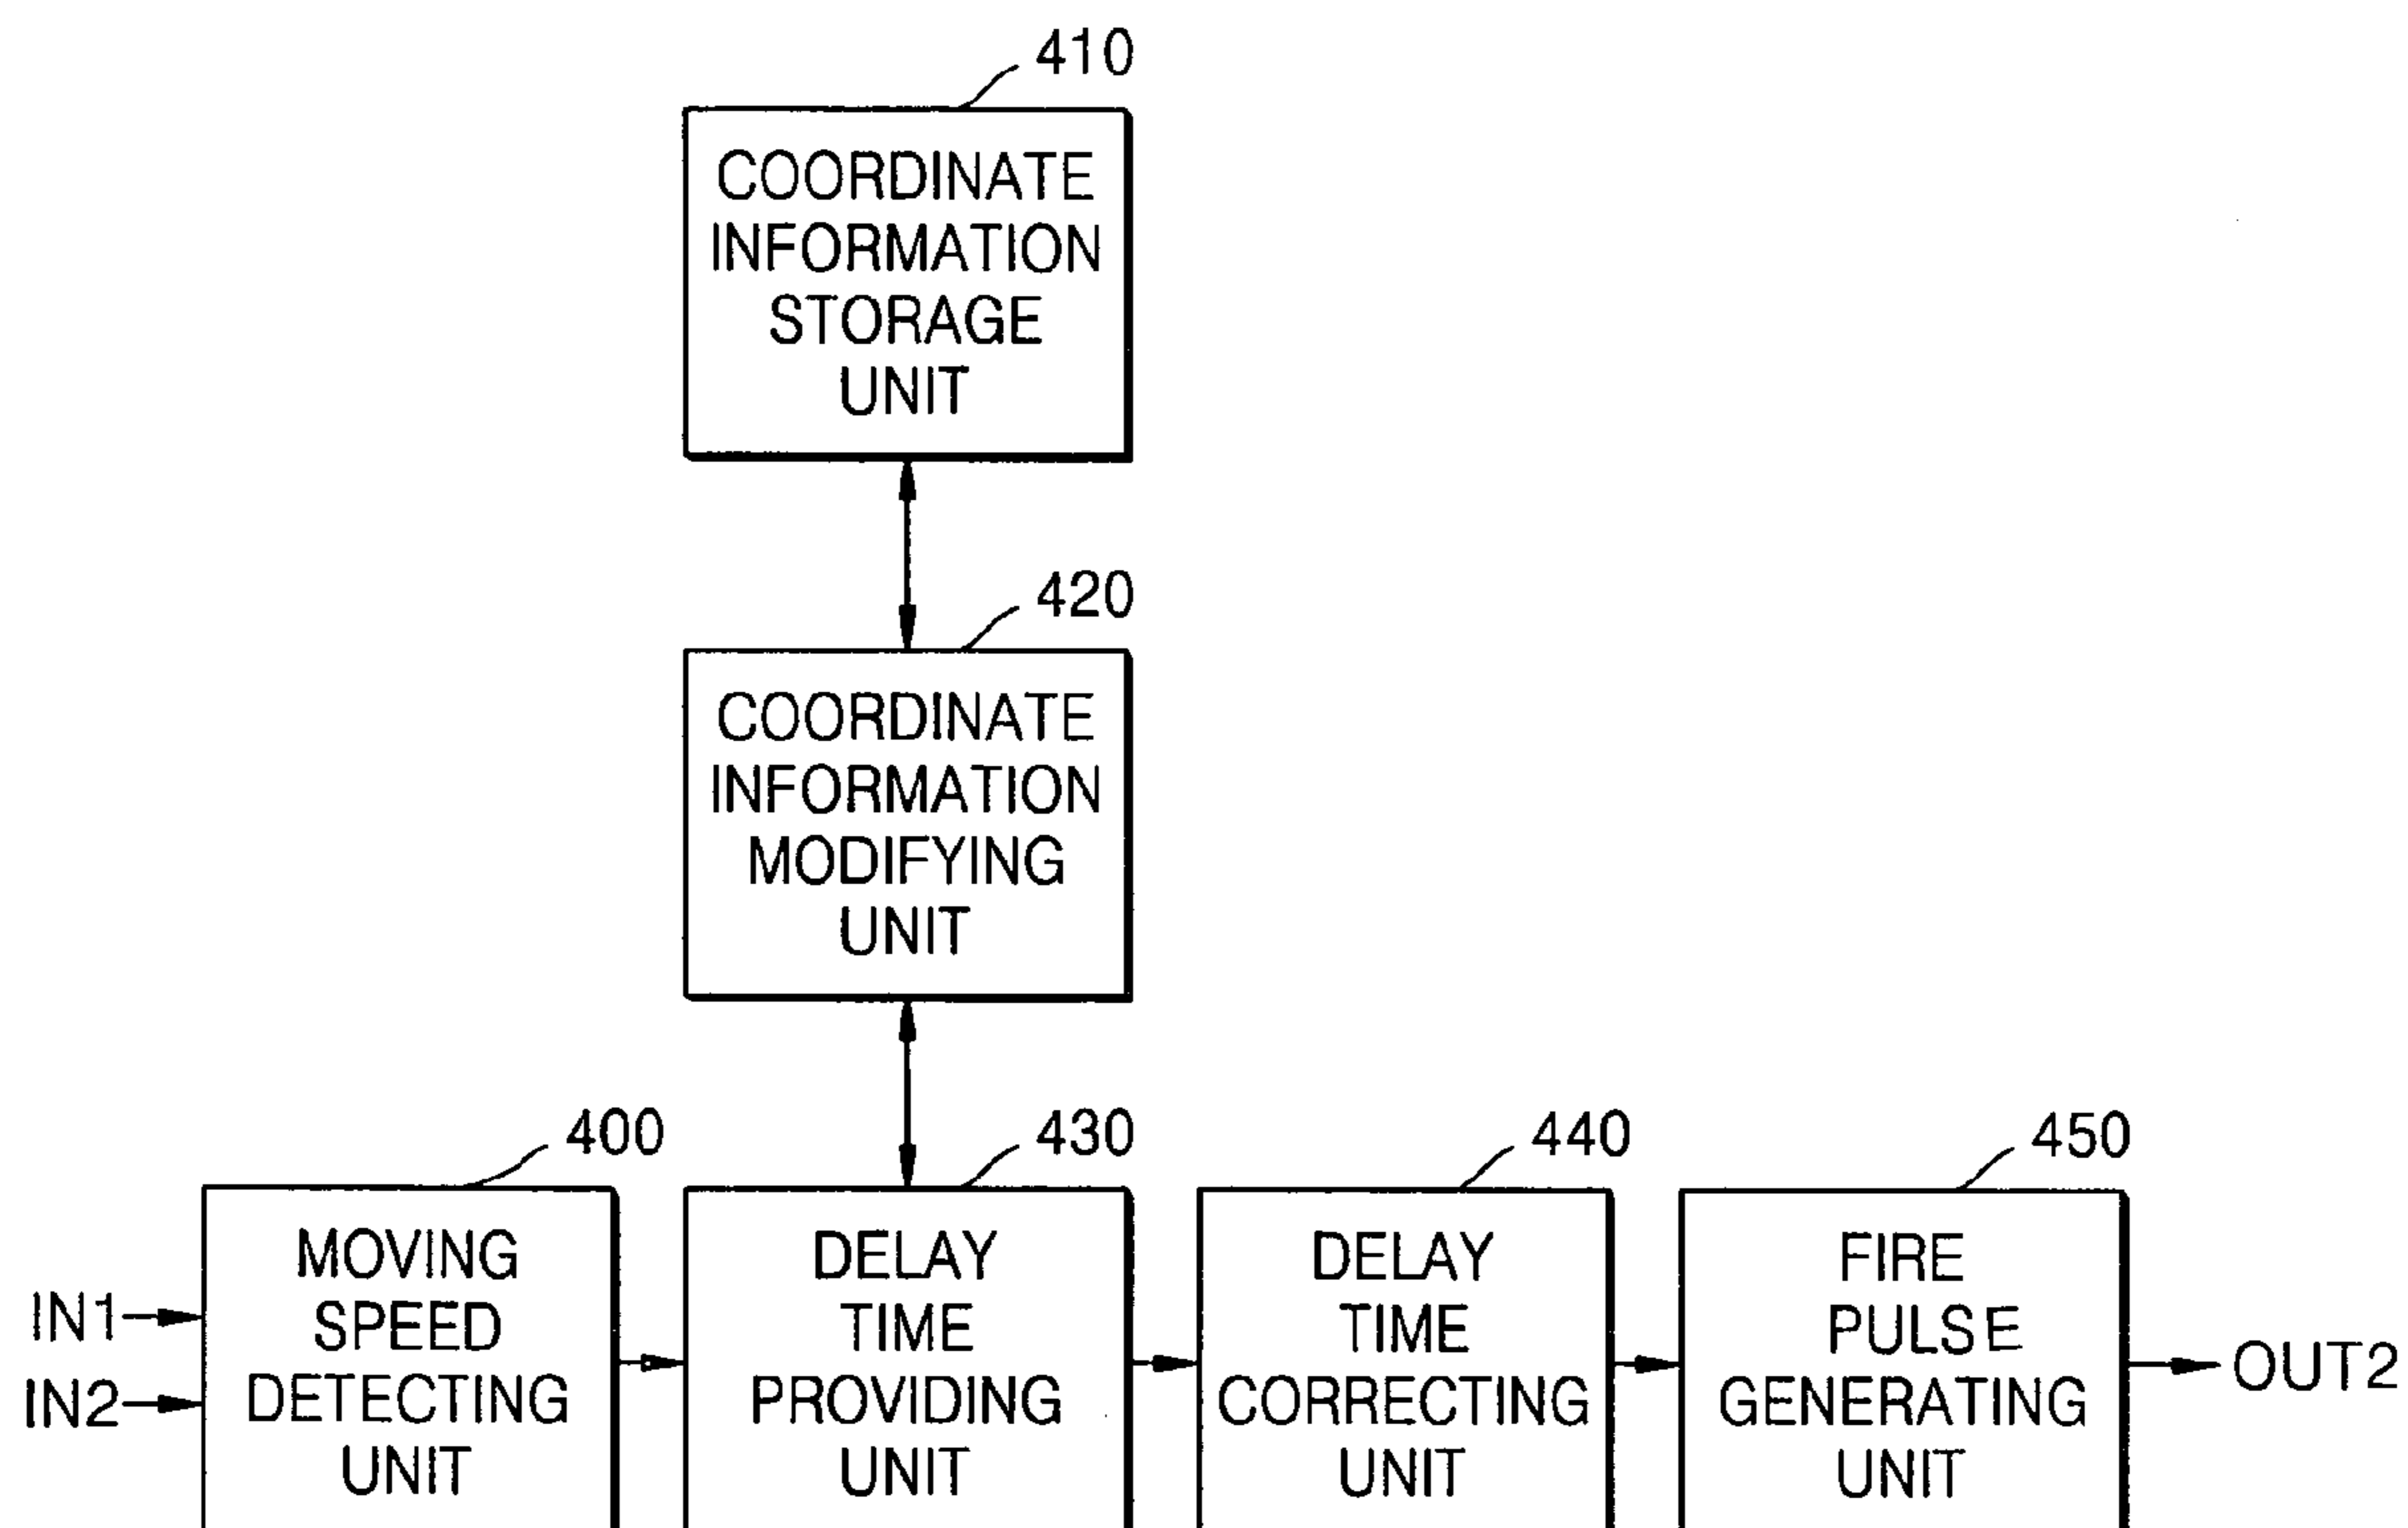 410
COORDINATE
INFORMATION
STORAGE
UNIT
420
COORDINATE
INFORMATION
MODIFYING
UNIT
400
MOVING
SPEED
DETECTING
UNIT
IN1
IN2
430
DELAY
TIME
PROVIDING
UNIT
440
DELAY
TIME
CORRECTING
UNIT
450
FIRE
PULSE
GENERATING
UNIT
OUT2